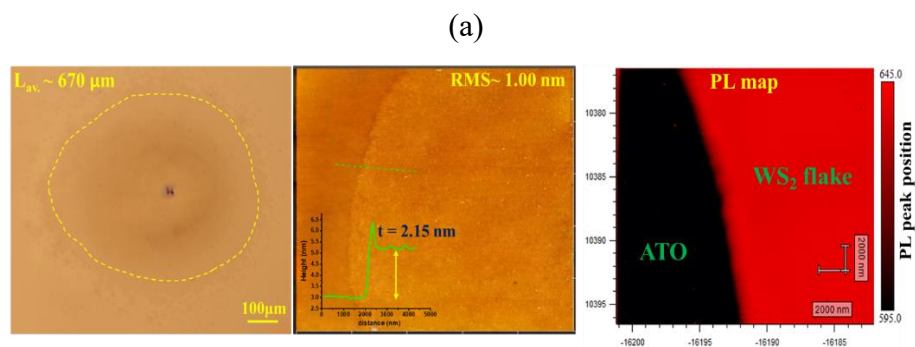 (a)
Lav. ~ 670 μm
100μm
RMS~ 1.00 nm
t = 2.15 nm
Height (nm)
6.5
6.0
5.5
5.0
4.5
4.0
3.5
3.0
2.5
0 1000 2000 3000 4000 5000
distance (nm)
PL map
WS2 flake
ATO
2000 nm
2000 nm
10380
10385
10390
10395
-16200 -16195 -16190 -16185
645.0
PL peak position
595.0